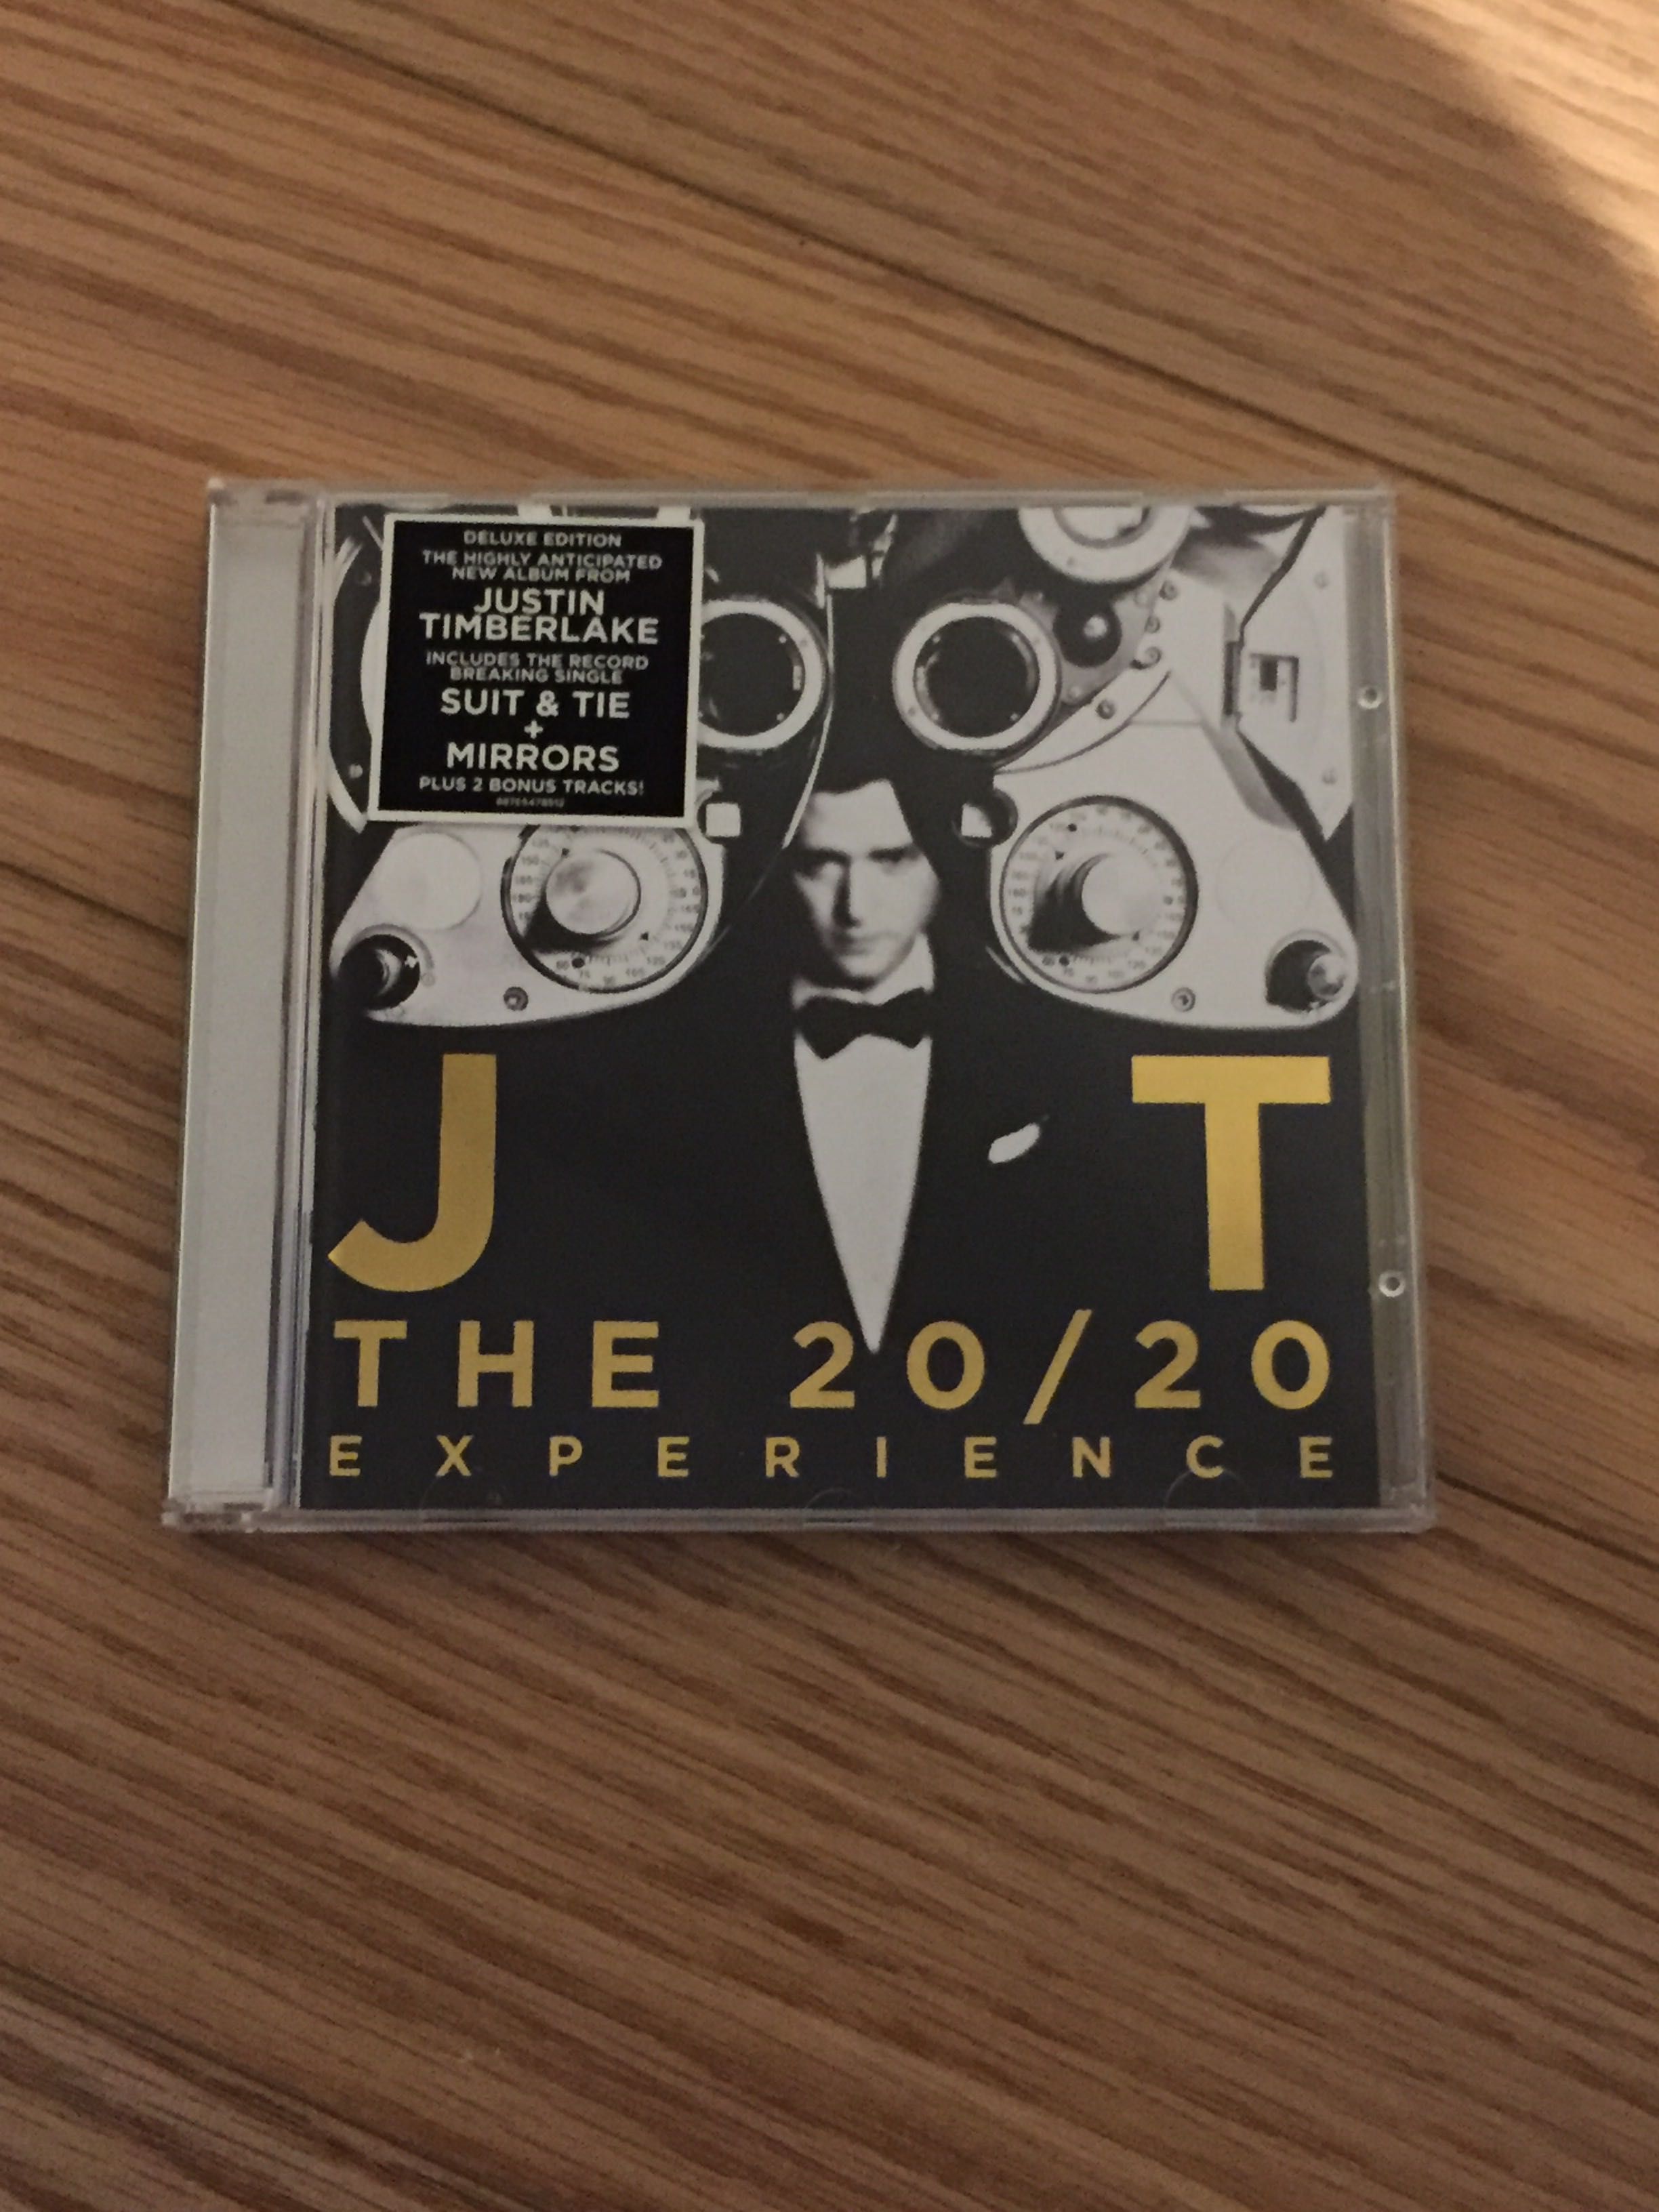 DELUXE EDITION
THE HIGHLY ANTICIPATED
NEW ALBUM FROM
JUSTIN
TIMBERLAKE
INCLUDES THE RECORD
BREAKING SINGLE
SUIT & TIE
+
MIRRORS
PLUS 2 BONUS TRACKS!
J T
THE 20/20
EXPERIENCE